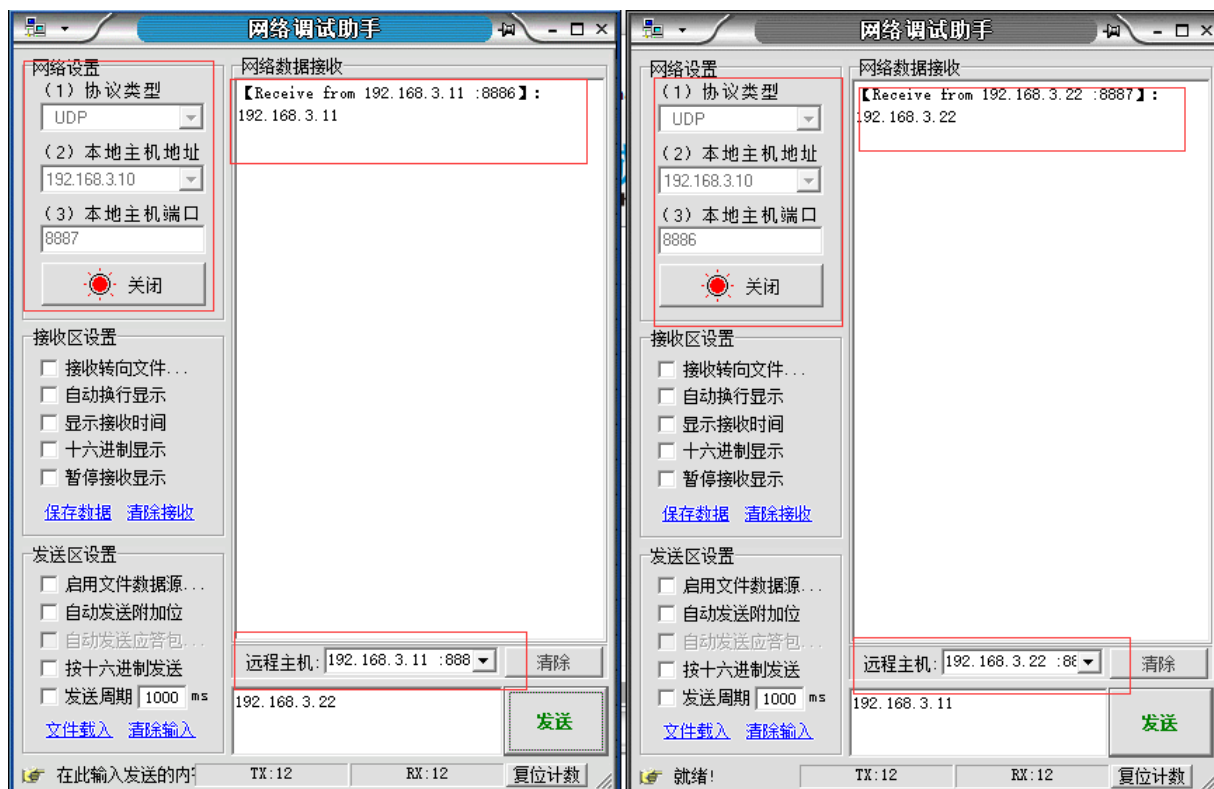 网络调试助手
网络设置
(1) 协议类型
UDP
(2) 本地主机地址
192.168.3.10
(3) 本地主机端口
8887
关闭
接收区设置
接收转向文件...
自动换行显示
显示接收时间
十六进制显示
暂停接收显示
保存数据 清除接收
发送区设置
启用文件数据源...
自动发送附加位
自动发送应答包...
按十六进制发送
发送周期 1000 ms
文件载入 清除输入
网络数据接收
【Receive from 192.168.3.11 :8886】:
192.168.3.11
远程主机: 192.168.3.11 :888 清除
192.168.3.22
发送
在此输入发送的内 TX:12 RX:12 复位计数
网络调试助手
网络设置
(1) 协议类型
UDP
(2) 本地主机地址
192.168.3.10
(3) 本地主机端口
8886
关闭
接收区设置
接收转向文件...
自动换行显示
显示接收时间
十六进制显示
暂停接收显示
保存数据 清除接收
发送区设置
启用文件数据源...
自动发送附加位
自动发送应答包...
按十六进制发送
发送周期 1000 ms
文件载入 清除输入
网络数据接收
【Receive from 192.168.3.22 :8887】:
192.168.3.22
远程主机: 192.168.3.22 :88 清除
192.168.3.11
发送
就绪! TX:12 RX:12 复位计数